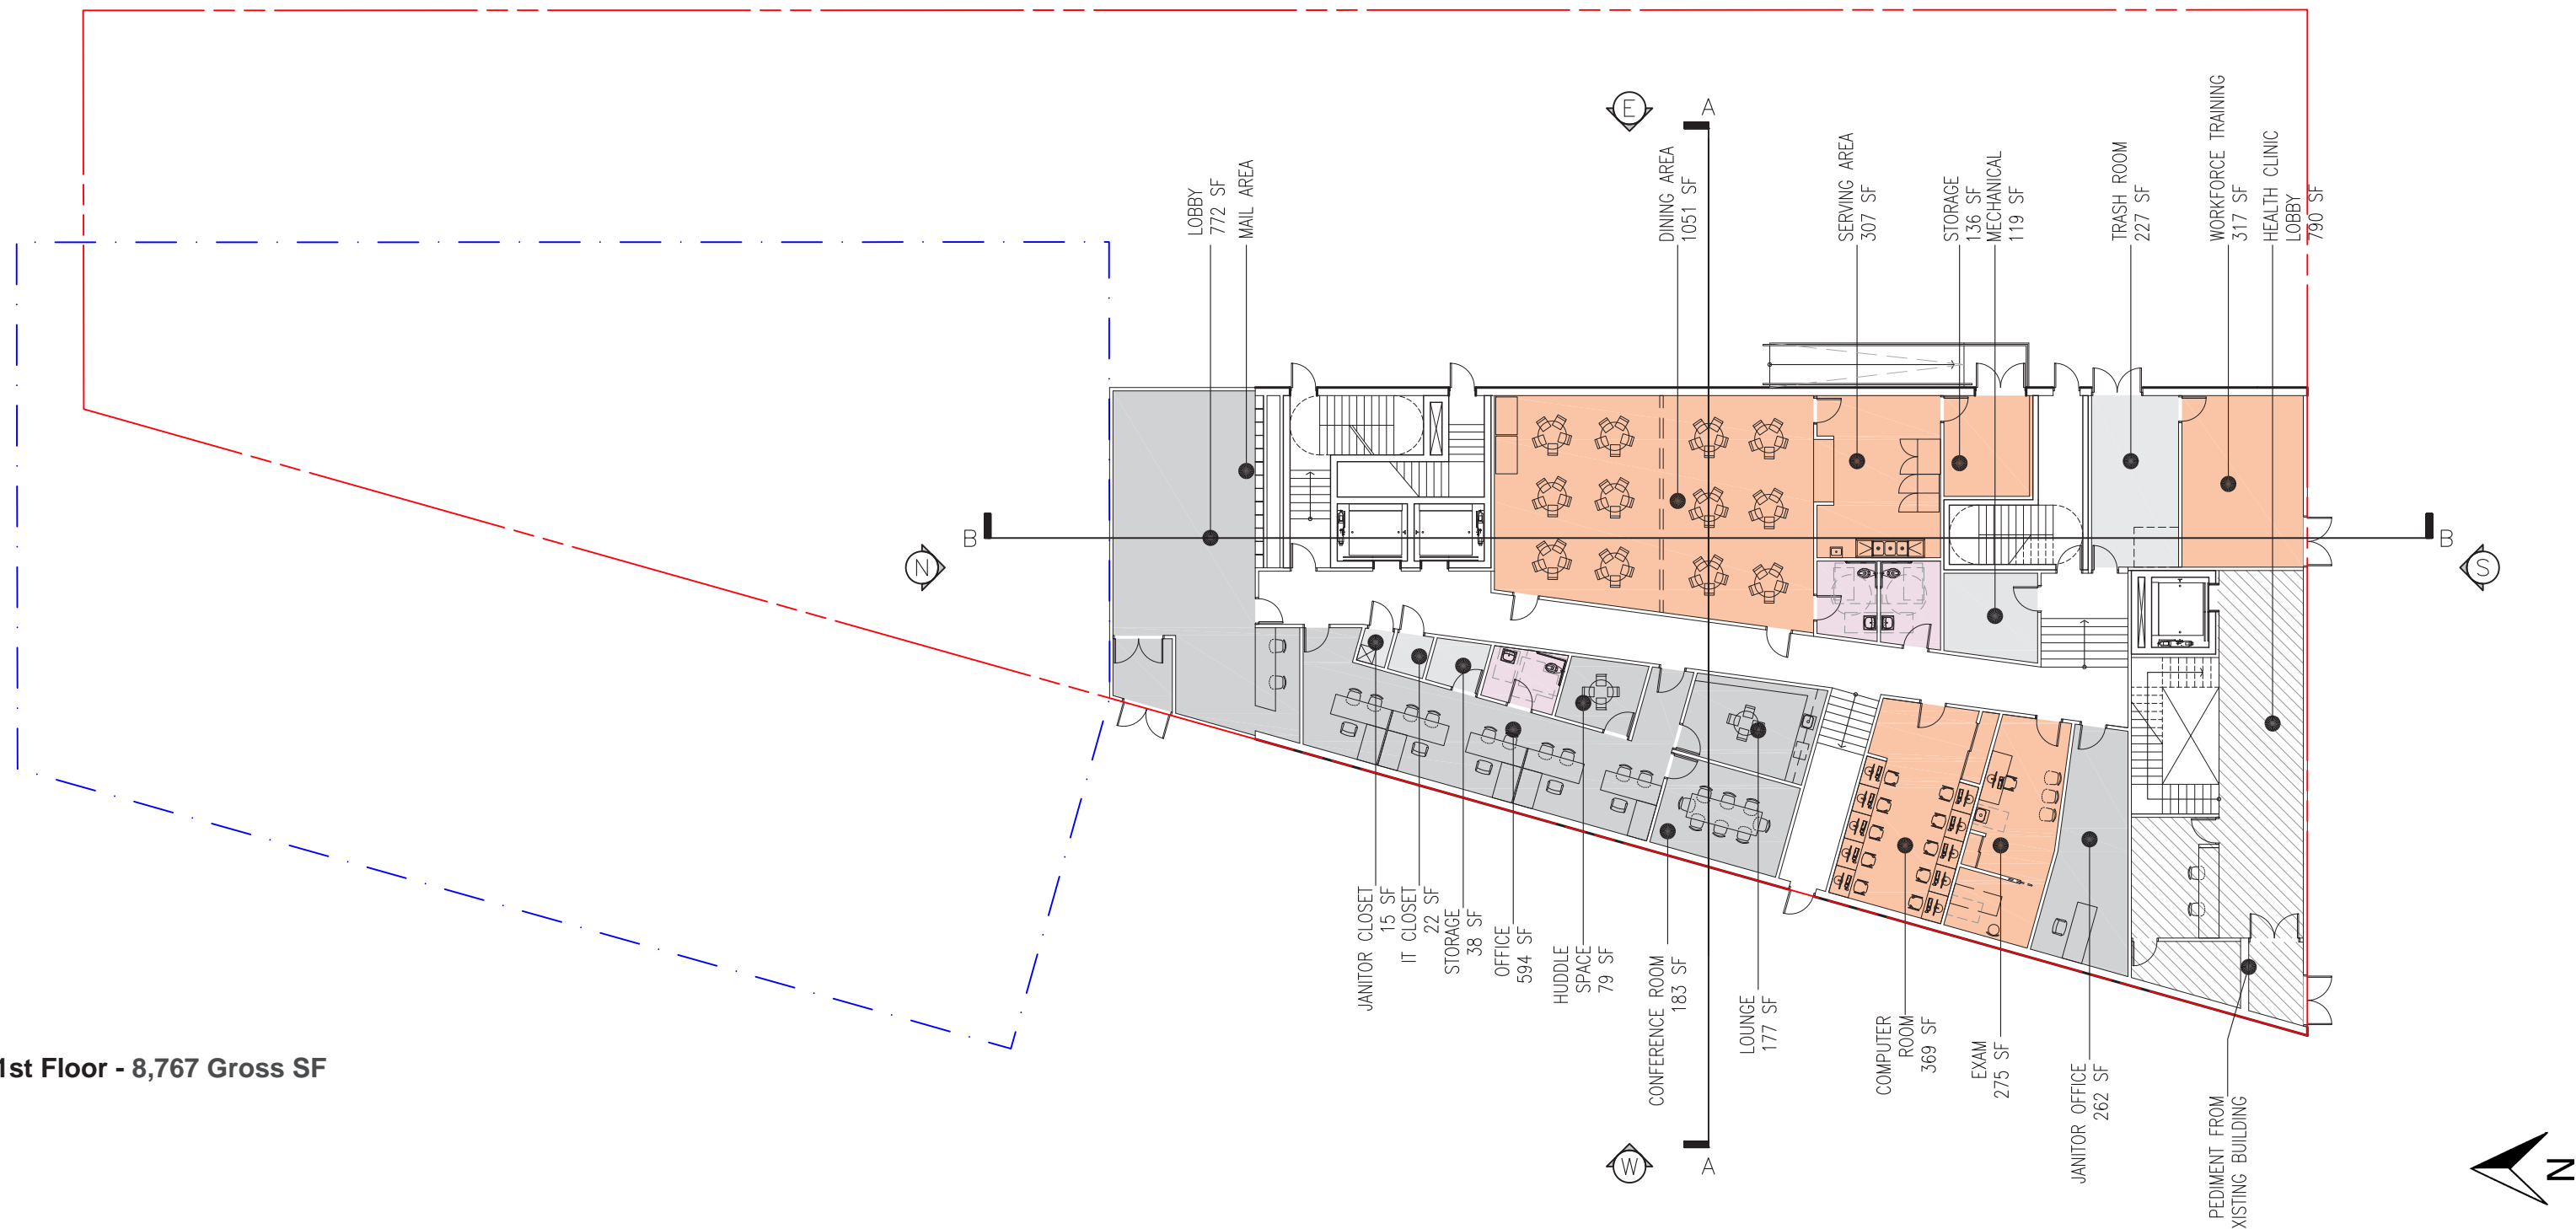 E
A
LOBBY
772 SF
MAIL AREA
DINING AREA
1051 SF
SERVING AREA
307 SF
STORAGE
136 SF
MECHANICAL
119 SF
TRASH ROOM
227 SF
WORKFORCE TRAINING
317 SF
HEALTH CLINIC
LOBBY
790 SF
B
B
N
S
JANITOR CLOSET
15 SF
IT CLOSET
22 SF
STORAGE
38 SF
OFFICE
594 SF
HUDDLE
SPACE
79 SF
CONFERENCE ROOM
183 SF
LOUNGE
177 SF
COMPUTER
ROOM
369 SF
EXAM
275 SF
JANITOR OFFICE
262 SF
PEDIMENT FROM
XISTING BUILDING
1st Floor - 8,767 Gross SF
W
A
N